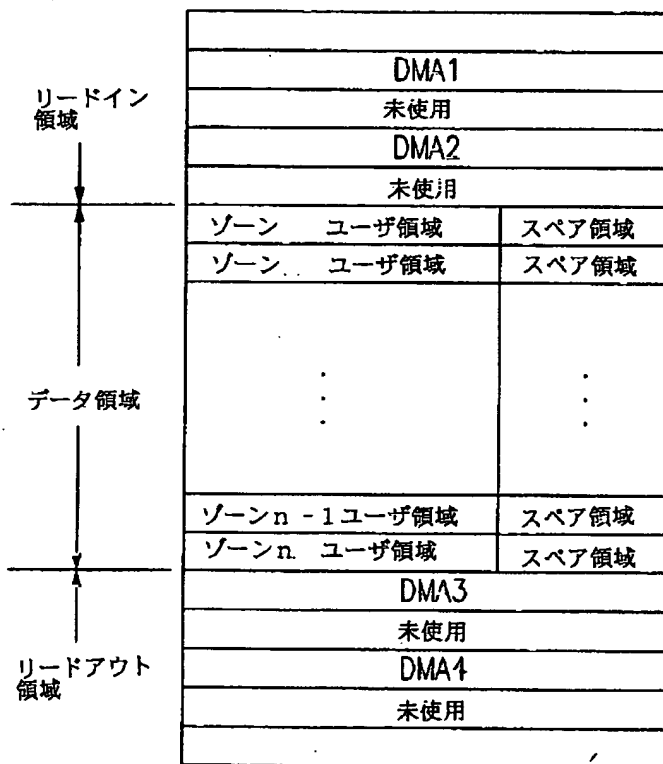 DMA1
リードイン
領域
未使用
DMA2
未使用
ゾーン ユーザ領域 スペア領域
ゾーン ユーザ領域 スペア領域
データ領域
ゾーンn-1ユーザ領域 スペア領域
ゾーンn ユーザ領域 スペア領域
DMA3
未使用
リードアウト
領域
DMA4
未使用